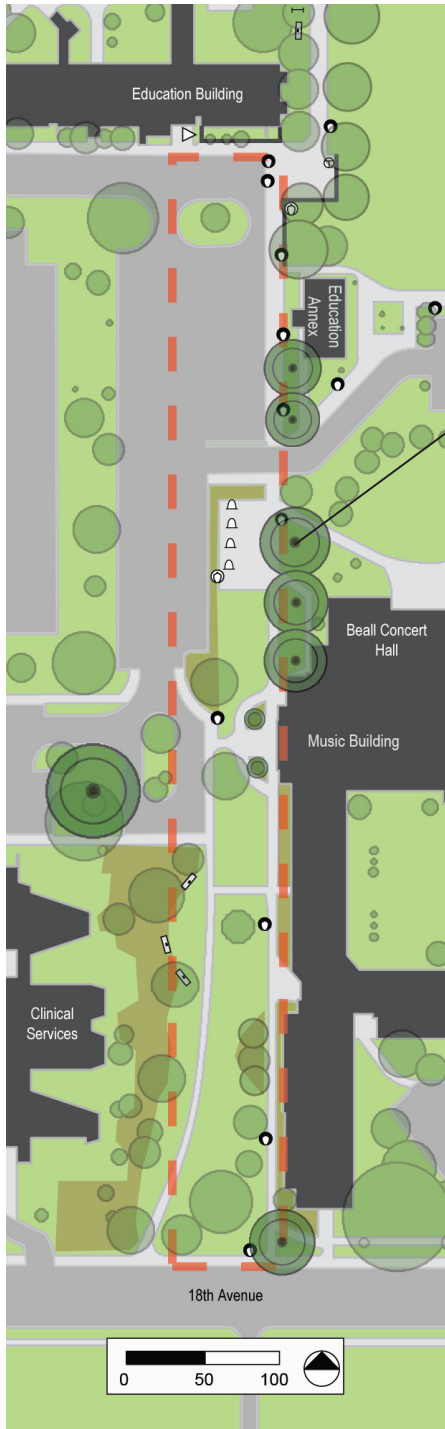 Education Building
Education
Annex
Beall Concert
Hall
Music Building
Clinical
Services
18th Avenue
0 50 100